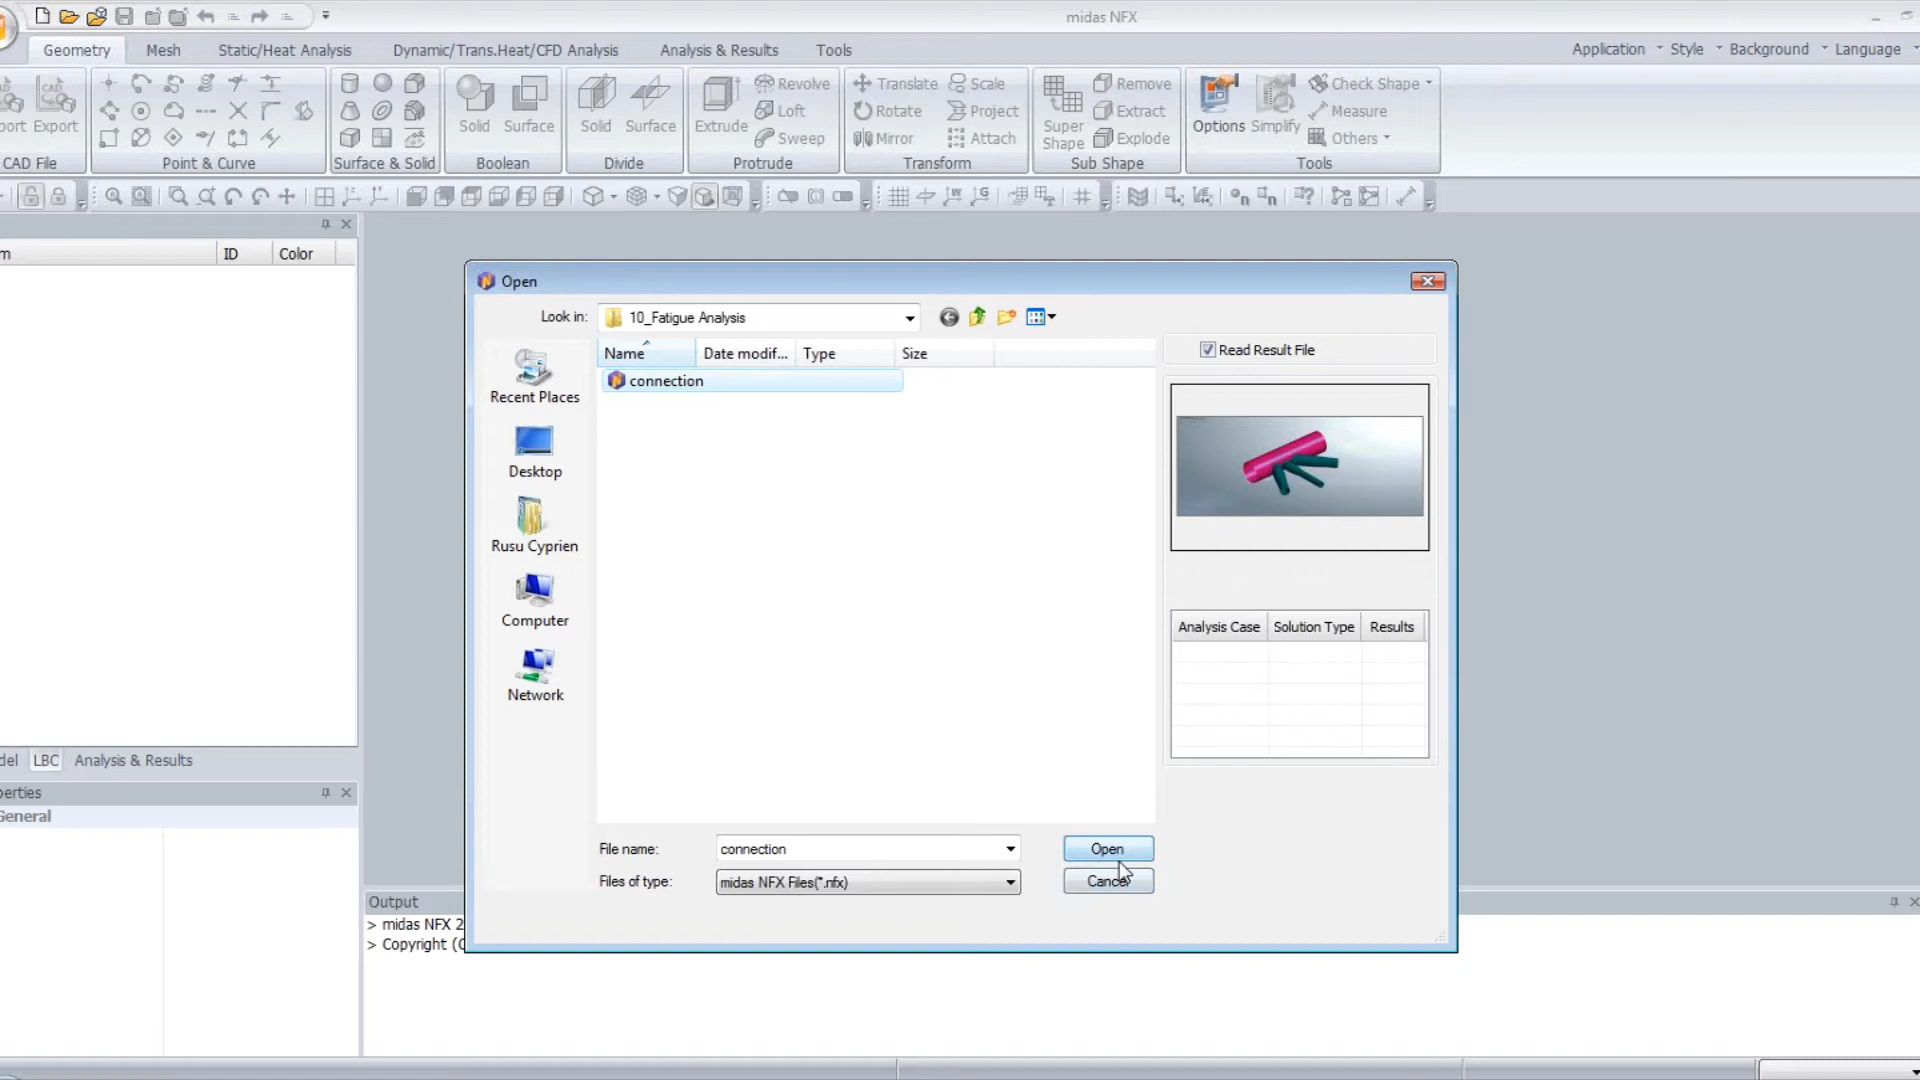 midas NFX
Geometry Mesh Static/Heat Analysis Dynamic/Trans.Heat/CFD Analysis Analysis & Results Tools Application Style Background Language
CAD CAD
port Export
CAD File
Point & Curve
Surface & Solid
Solid Surface
Boolean
Solid Surface
Divide
Extrude Revolve
Loft
Sweep
Protrude
Translate Scale
Rotate Project
Mirror Attach
Transform
Super Shape Remove
Extract
Explode
Sub Shape
Options Simplify Check Shape
Measure
Others
Tools
m ID Color
Open
Look in: 10_Fatigue Analysis
Name Date modif... Type Size
Read Result File
connection
Recent Places
Desktop
Rusu Cyprien
Computer
Network
Analysis Case Solution Type Results
del LBC Analysis & Results
perties
General
File name: connection Open
Files of type: midas NFX Files(*.nfx) Cancel
Output
> midas NFX 2
> Copyright (C